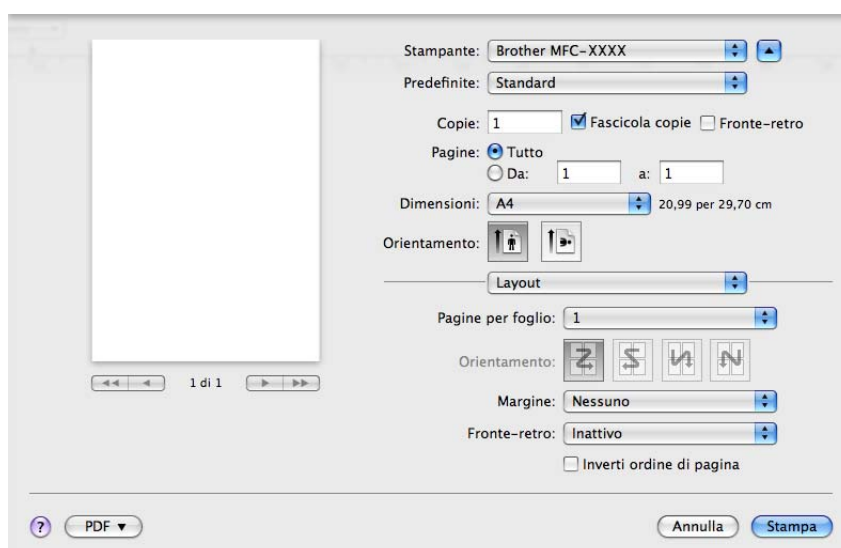 Stampante: Brother MFC-XXXX
Predefinite: Standard
Copie: 1 Fascicola copie Fronte-retro
Pagine: Tutto
Da: 1 a: 1
Dimensioni: A4 20,99 per 29,70 cm
Orientamento:
Layout
Pagine per foglio: 1
Orientamento:
1 di 1
Margine: Nessuno
Fronte-retro: Inattivo
Inverti ordine di pagina
? PDF Annulla Stampa